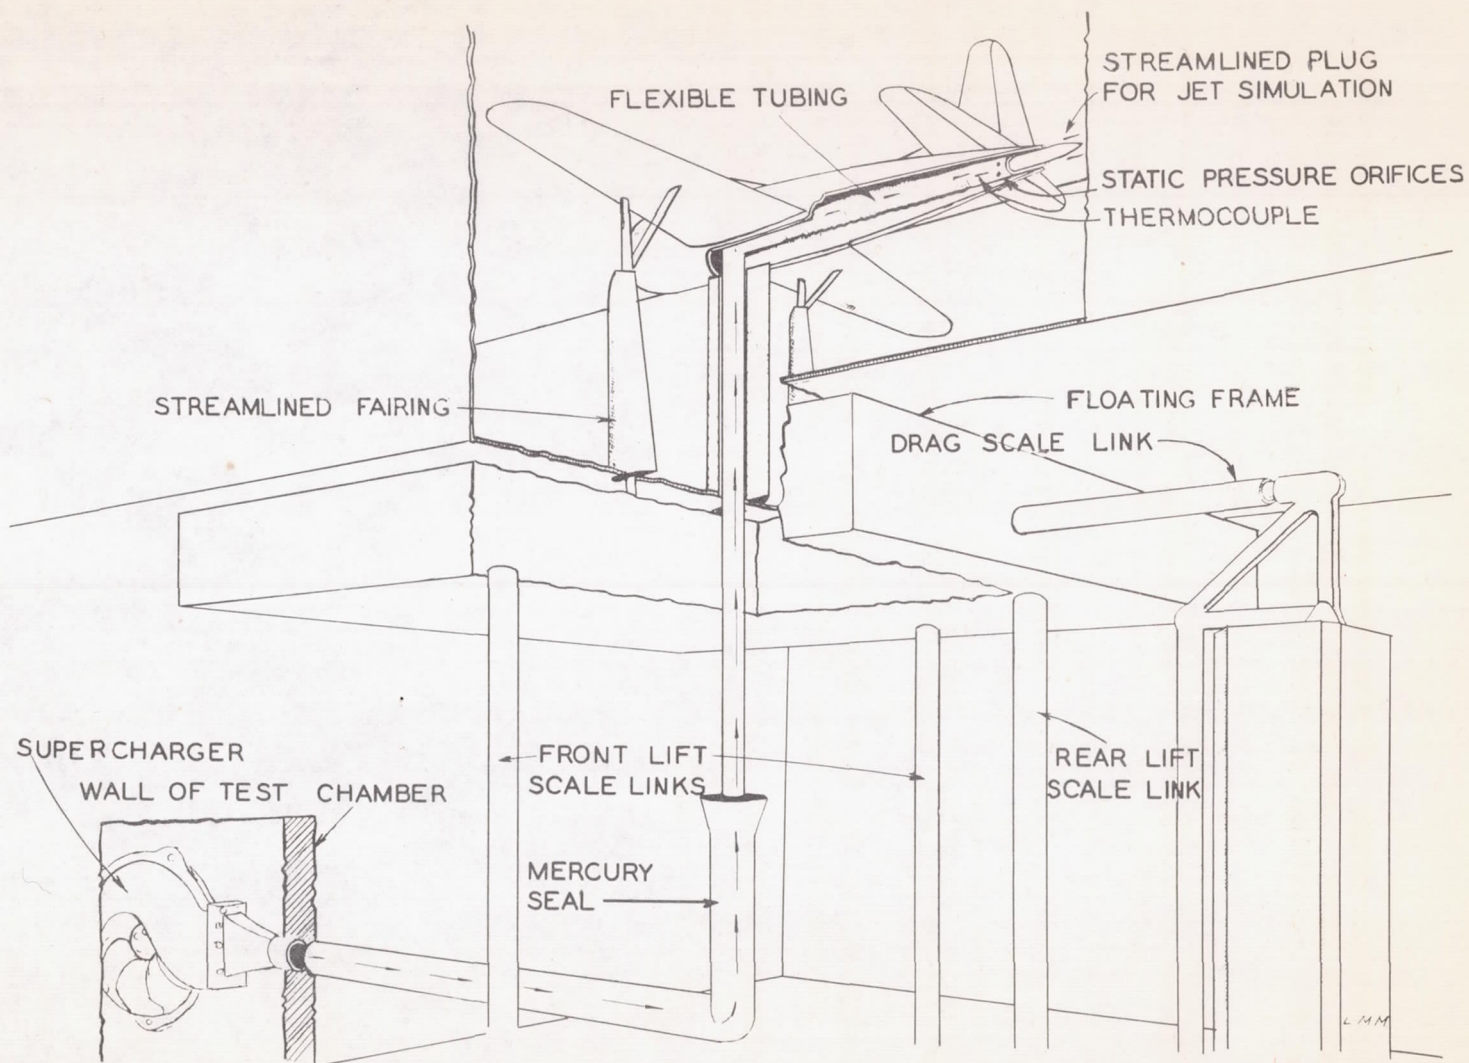 STREAMLINED PLUG
FOR JET SIMULATION
FLEXIBLE TUBING
STATIC PRESSURE ORIFICES
THERMOCOUPLE
STREAMLINED FAIRING
FLOATING FRAME
DRAG SCALE LINK
SUPERCHARGER
WALL OF TEST CHAMBER
FRONT LIFT
SCALE LINKS
REAR LIFT
SCALE LINK
MERCURY
SEAL
LMM